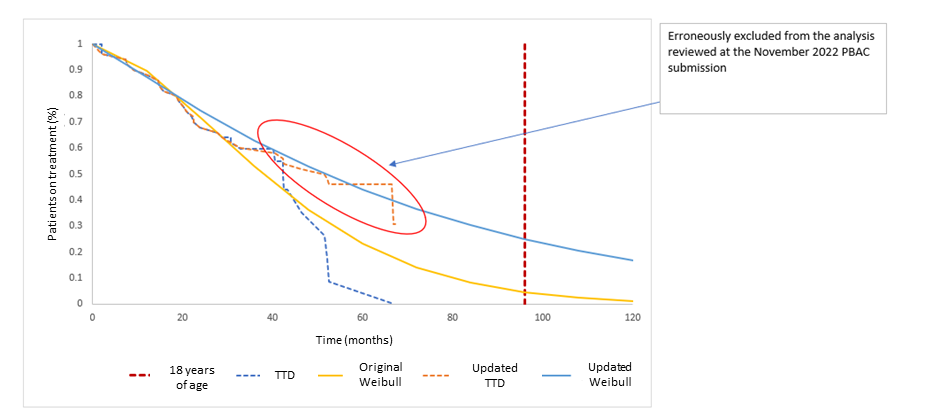 Erroneously excluded from the analysis
reviewed at the November 2022 PBAC
submission
Patients on treatment (%)
1
0.9
0.8
0.7
0.6
0.5
0.4
0.3
0.2
0.1
0
0 20 40 60 80 100 120
Time (months)
18 years
of age
TTD
Original
Weibull
Updated
TTD
Updated
Weibull